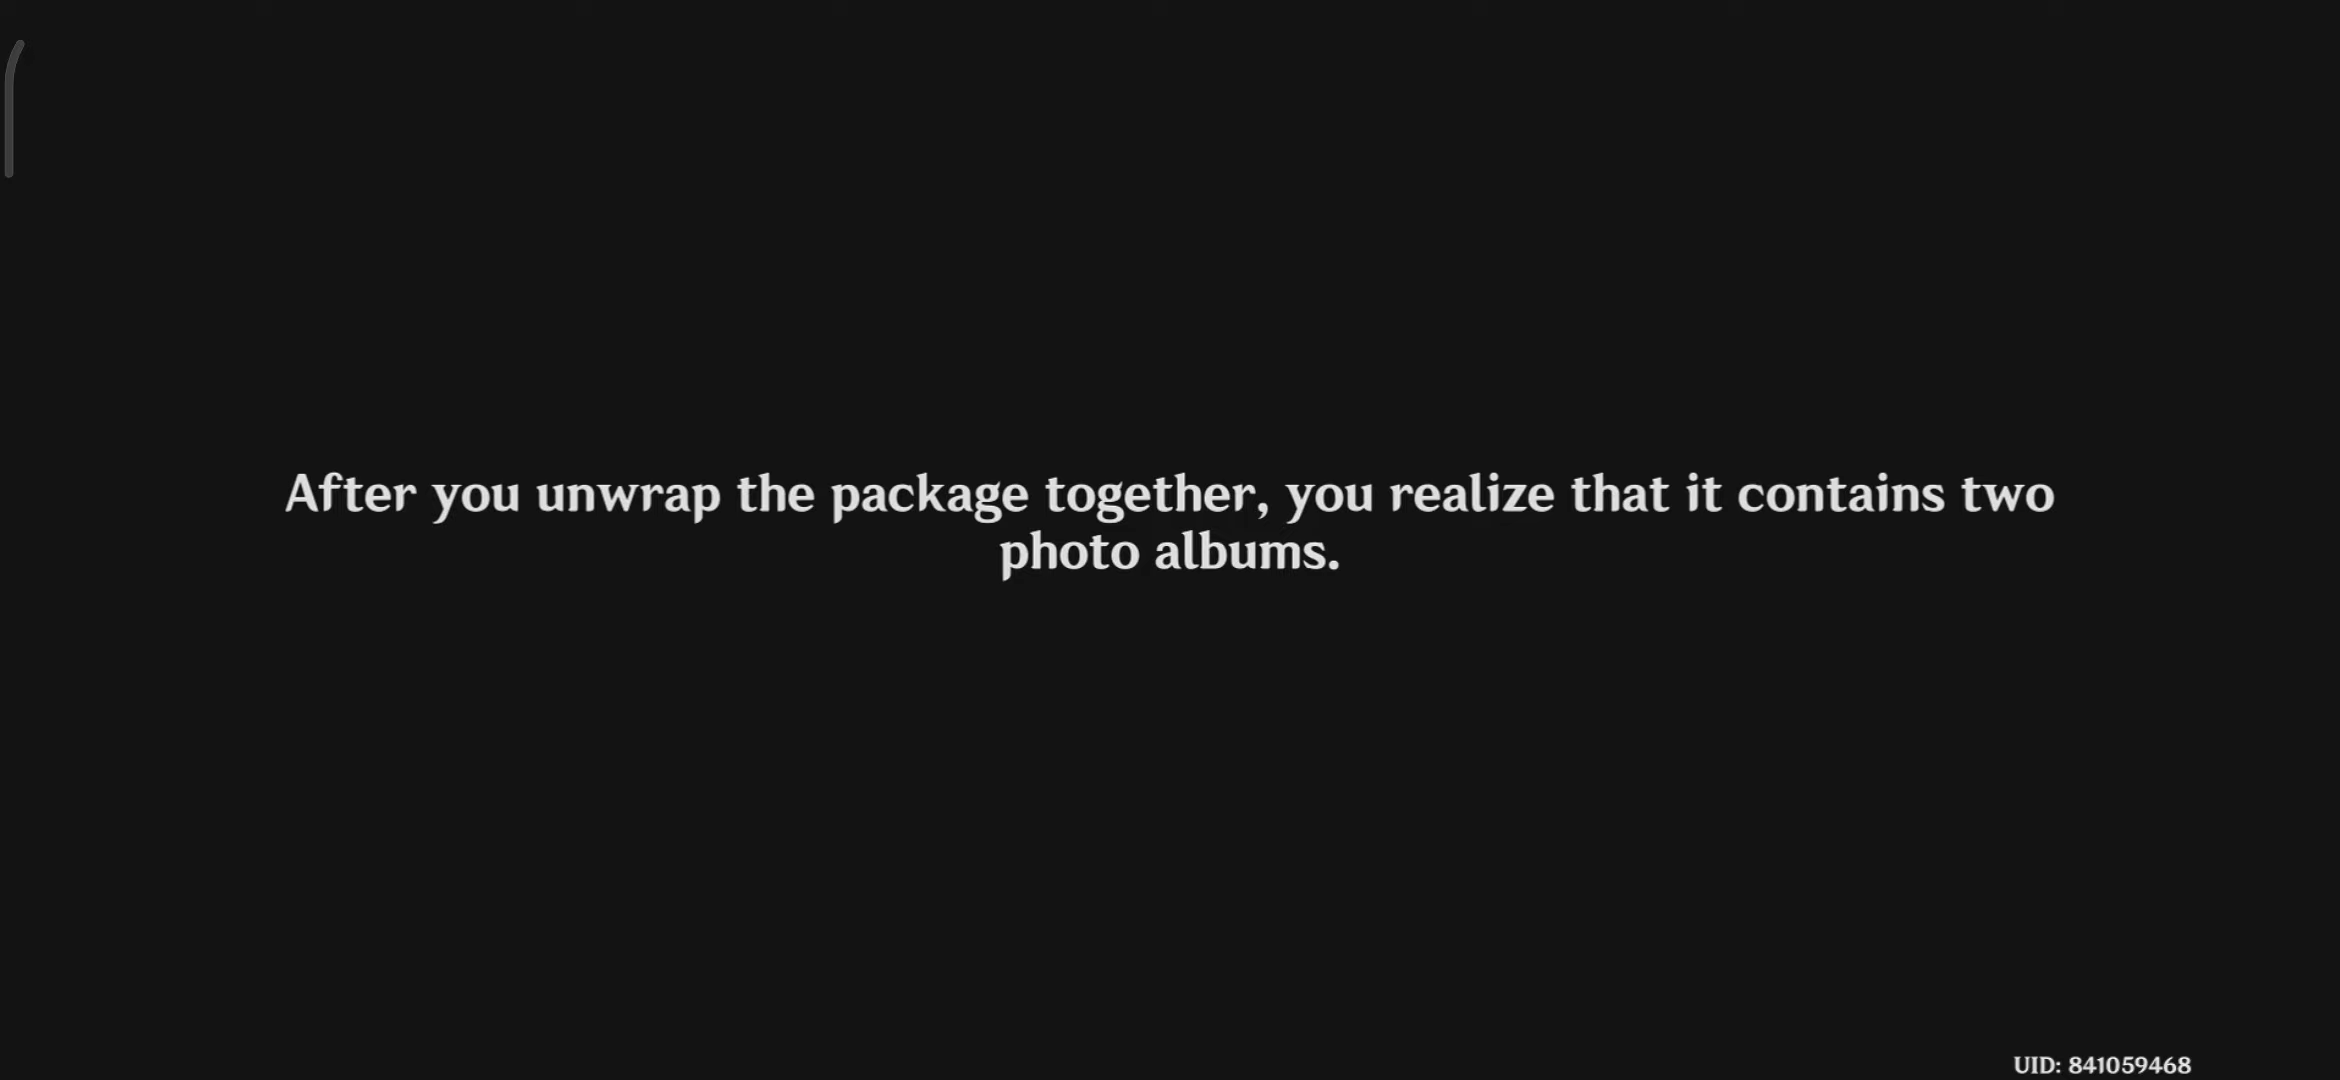 After you unwrap the package together, you realize that it contains two
photo albums.
UID: 841059468